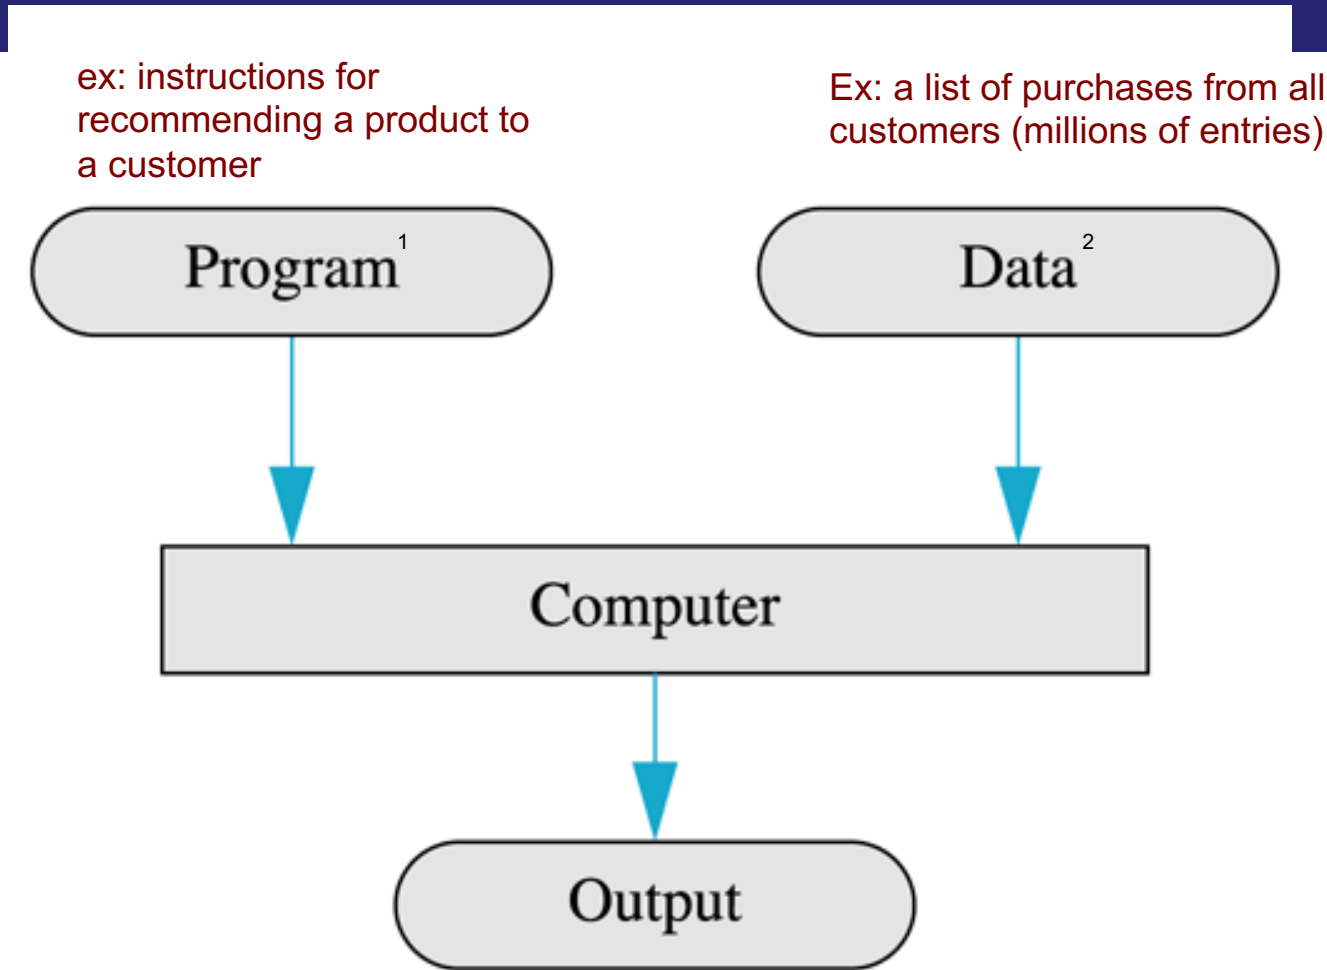 ex: instructions for
recommending a product to
a customer
Ex: a list of purchases from all
customers (millions of entries)
Program 1
Data 2
Computer
Output